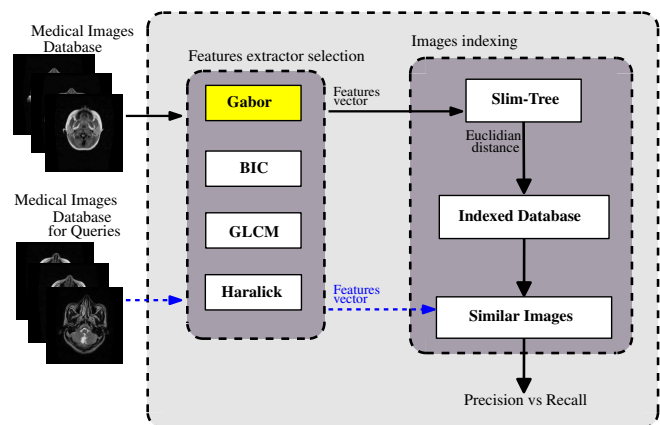 Medical Images
Database
Features extractor selection
Images indexing
Gabor
BIC
GLCM
Haralick
Features
vector
Slim-Tree
Euclidian
distance
Indexed Database
Medical Images
Database
for Queries
Features
vector
Similar Images
Precision vs Recall